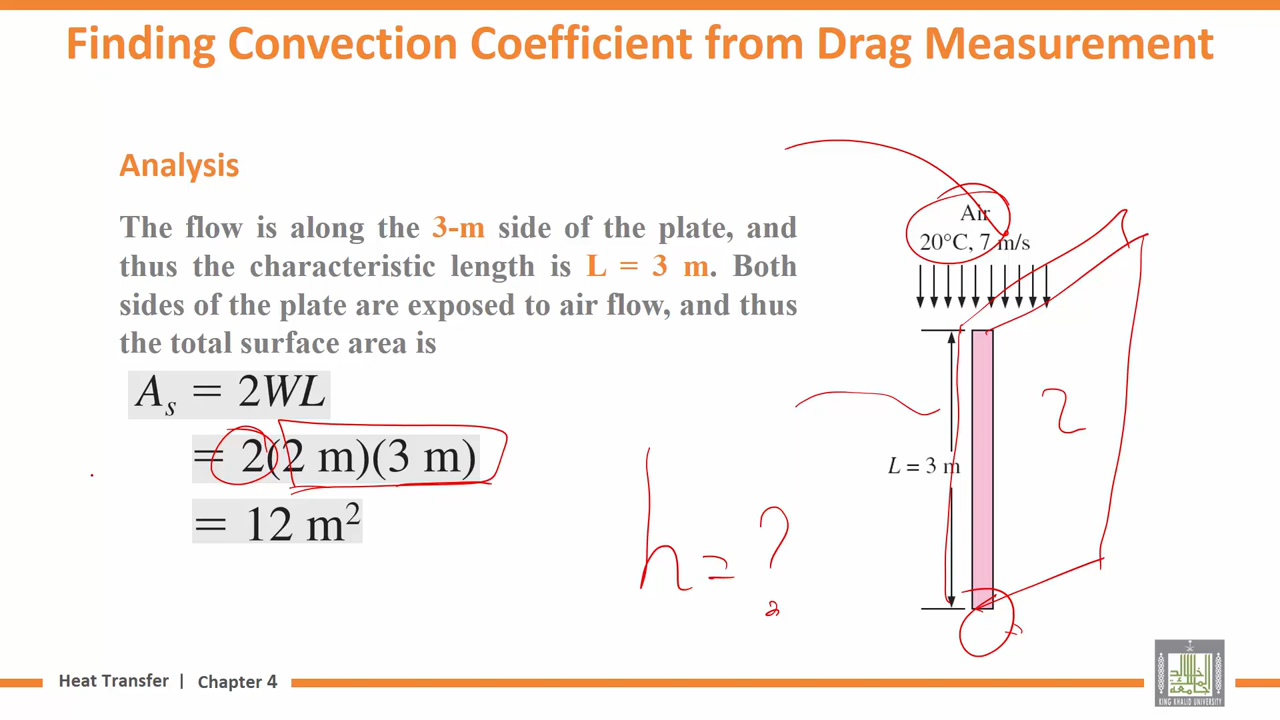 Finding Convection Coefficient from Drag Measurement
Analysis
The flow is along the 3-m side of the plate, and
thus the characteristic length is L = 3 m. Both
sides of the plate are exposed to air flow, and thus
the total surface area is
A_s = 2WL
= 2(2 m)(3 m)
= 12 m²
Air
20°C, 7 m/s
L = 3 m
2
h = ?
Heat Transfer | Chapter 4
KING KHALID UNIVERSITY